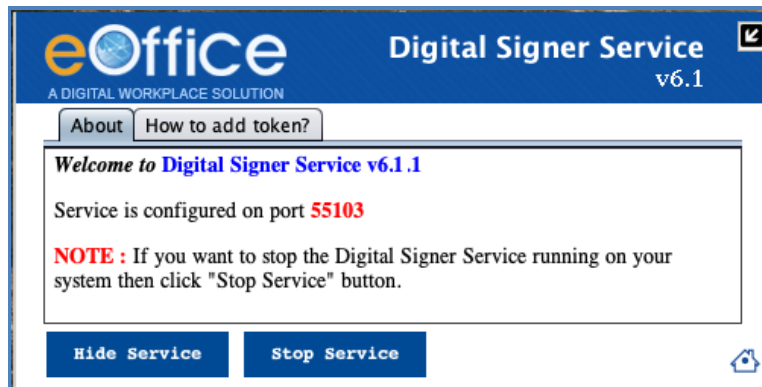 eOffice
A DIGITAL WORKPLACE SOLUTION
Digital Signer Service
v6.1
About
How to add token?
Welcome to Digital Signer Service v6.1.1
Service is configured on port 55103
NOTE : If you want to stop the Digital Signer Service running on your
system then click "Stop Service" button.
Hide Service
Stop Service